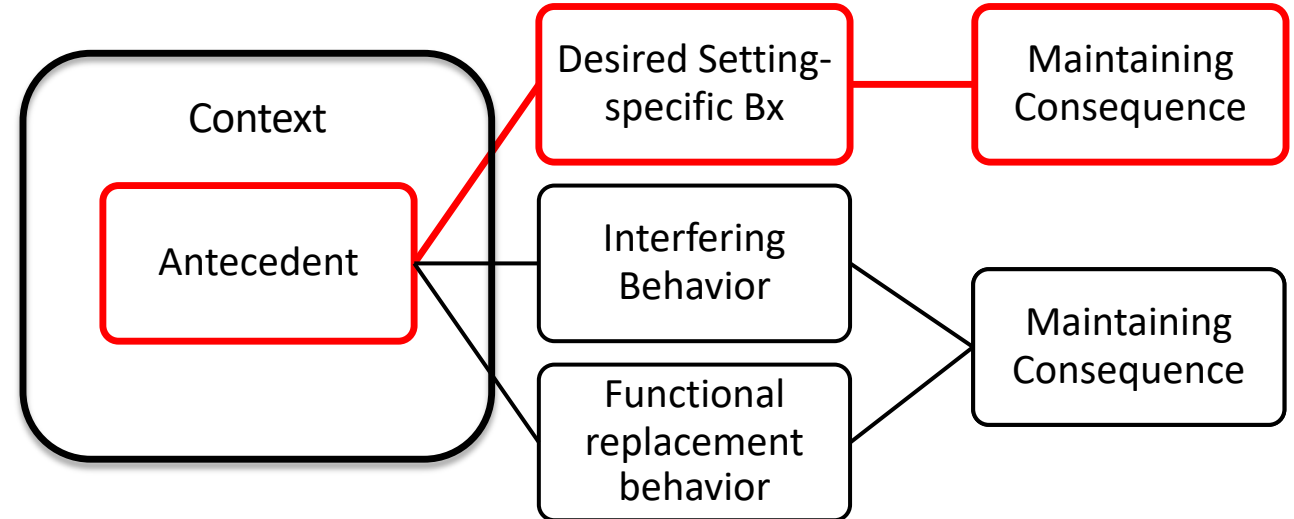 Context
Antecedent
Desired Setting-
specific Bx
Maintaining
Consequence
Interfering
Behavior
Functional
replacement
behavior
Maintaining
Consequence